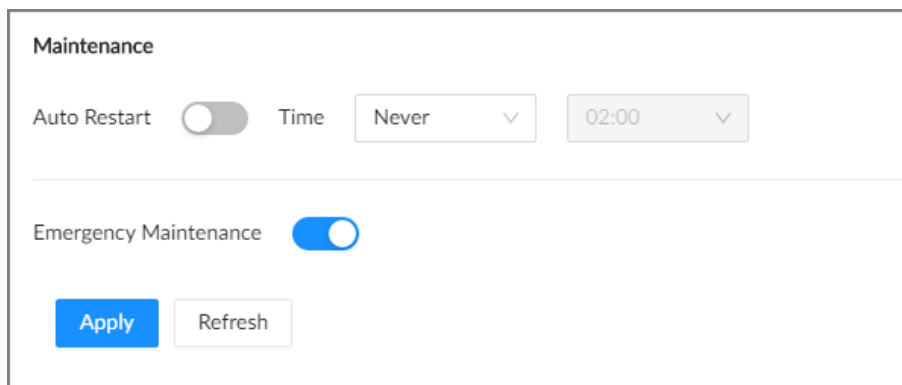 Maintenance
Auto Restart Time Never 02:00
Emergency Maintenance
Apply Refresh